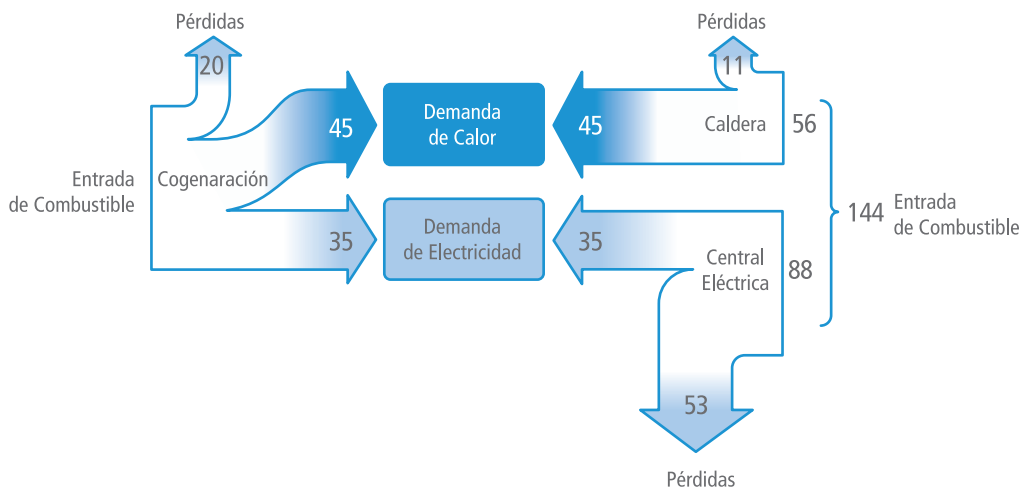 Pérdidas
20
Entrada
de Combustible
Cogenaración
45
35
Demanda
de Calor
Demanda
de Electricidad
Pérdidas
11
45
Caldera
56
35
Central
Eléctrica
88
53
Pérdidas
144
Entrada
de Combustible